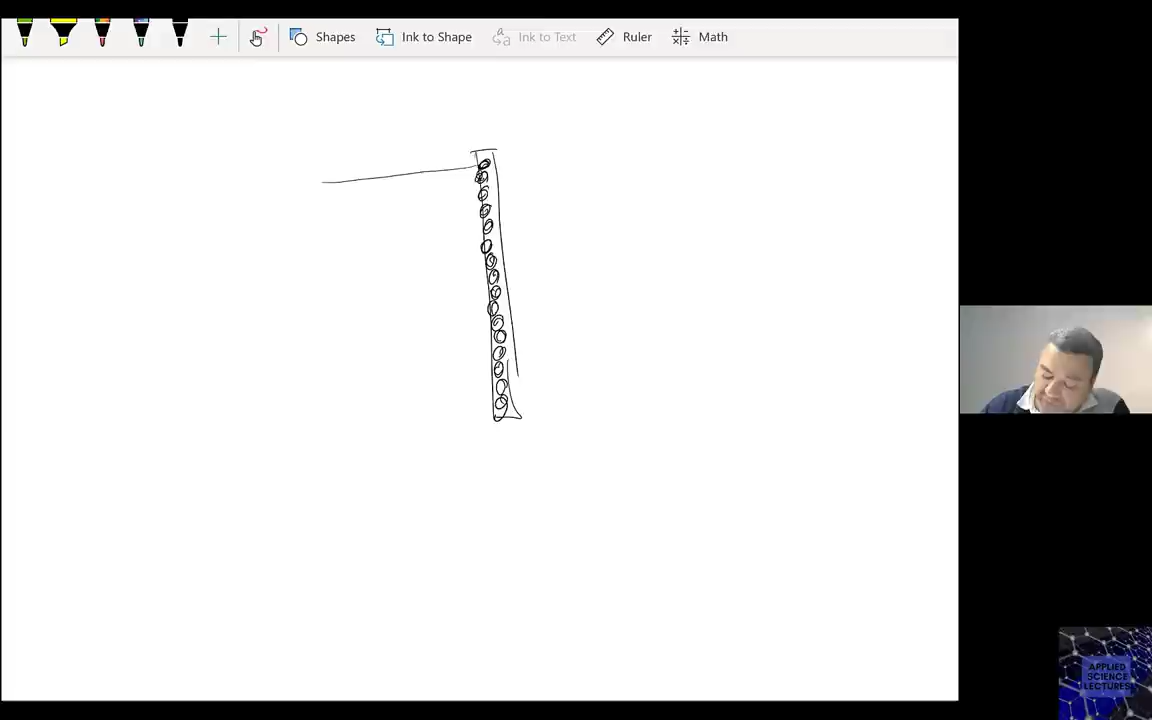 Shapes
Ink to Shape
Ink to Text
Ruler
Math
APPLIED
SCIENCE
LECTURES